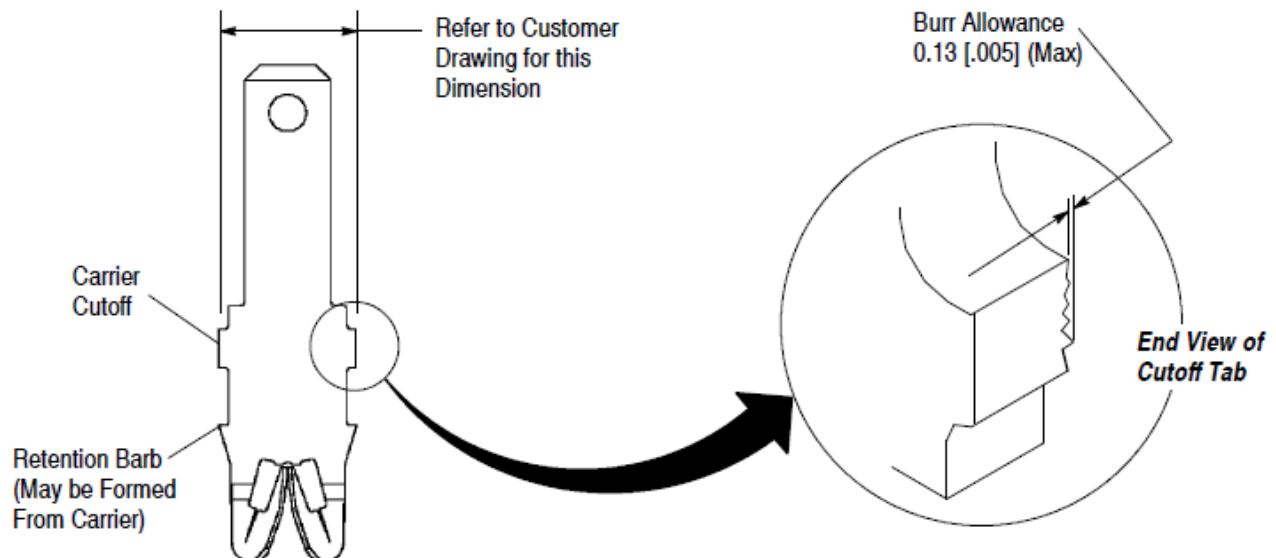 Refer to Customer
Drawing for this
Dimension
Burr Allowance
0.13 [.005] (Max)
Carrier
Cutoff
End View of
Cutoff Tab
Retention Barb
(May be Formed
From Carrier)